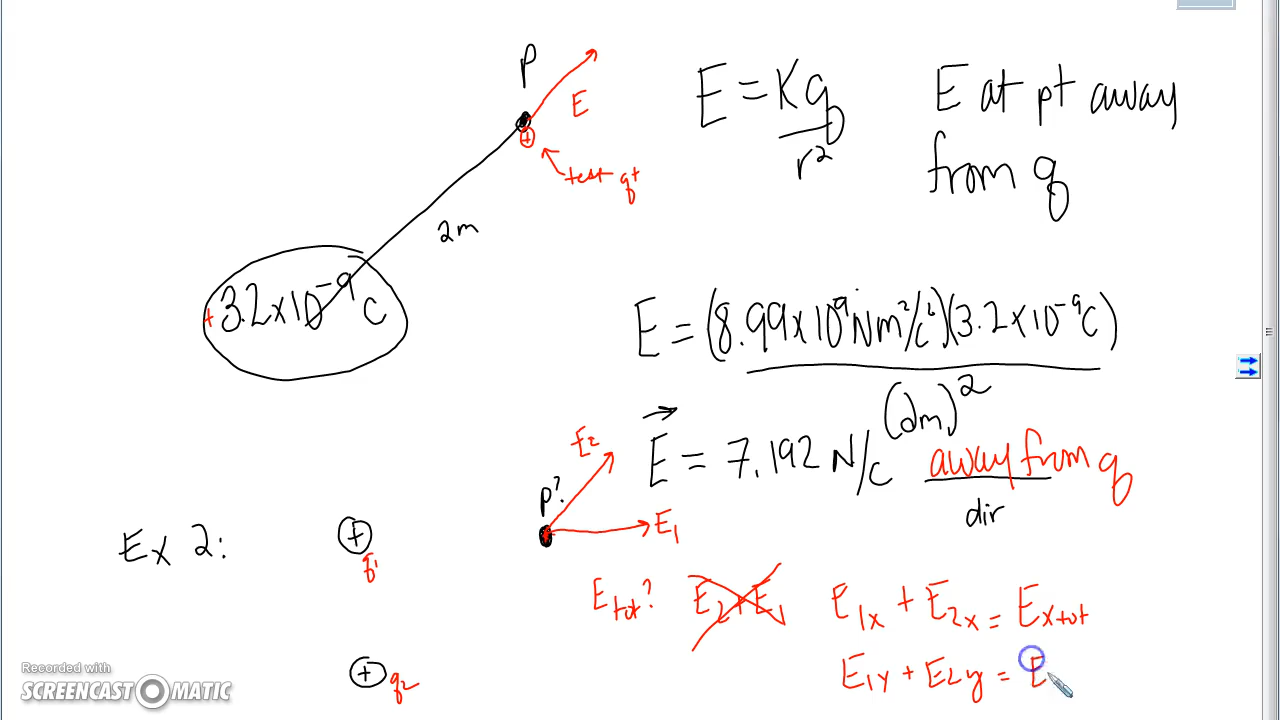 P
E
+
test q+
2m
+3.2x10⁻⁹C
E = Kq
r²
E at pt away
from q
E = (8.99x10⁹Nm²/c²)(3.2x10⁻⁹C)
(2m)²
E = 7.192 N/c away from q
dir
Ex 2:
+
q1
+
q2
P?
E2
E1
Etot? E2+E1
E1x + E2x = Extot
E1y + E2y = E
Recorded with
SCREENCAST-O-MATIC